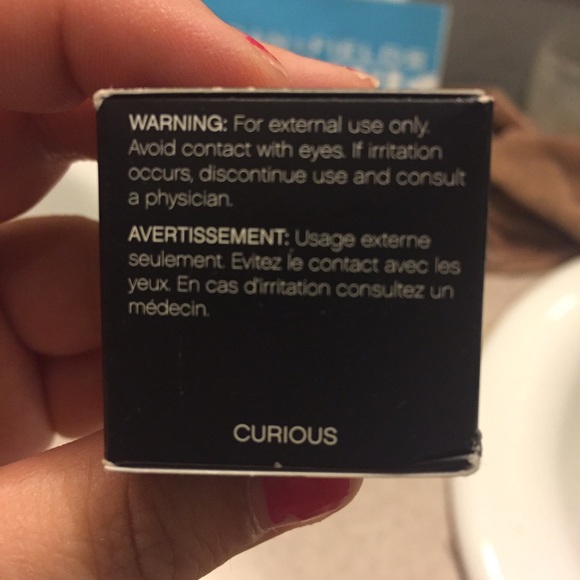 WARNING: For external use only.
Avoid contact with eyes. If irritation
occurs, discontinue use and consult
a physician.
AVERTISSEMENT: Usage externe
seulement. Evitez le contact avec les
yeux. En cas d'irritation consultez un
médecin.
CURIOUS